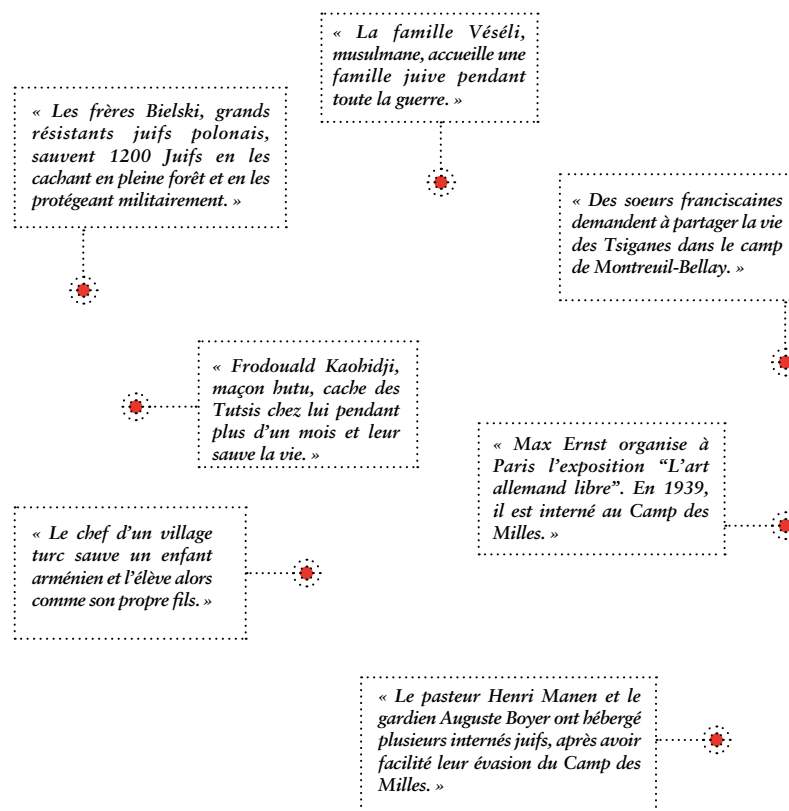 « La famille Véséli,
musulmane, accueille une
famille juive pendant
toute la guerre. »
« Les frères Bielski, grands
résistants juifs polonais,
sauvent 1200 Juifs en les
cachant en pleine forêt et en les
protégeant militairement. »
« Des soeurs franciscaines
demandent à partager la vie
des Tsiganes dans le camp
de Montreuil-Bellay. »
« Frodouald Kaohidji,
maçon hutu, cache des
Tutsis chez lui pendant
plus d’un mois et leur
sauve la vie. »
« Max Ernst organise à
Paris l’exposition “L’art
allemand libre”. En 1939,
il est interné au Camp des
Milles. »
« Le chef d’un village
turc sauve un enfant
arménien et l’élève alors
comme son propre fils. »
« Le pasteur Henri Manen et le
gardien Auguste Boyer ont hébergé
plusieurs internés juifs, après avoir
facilité leur évasion du Camp des
Milles. »